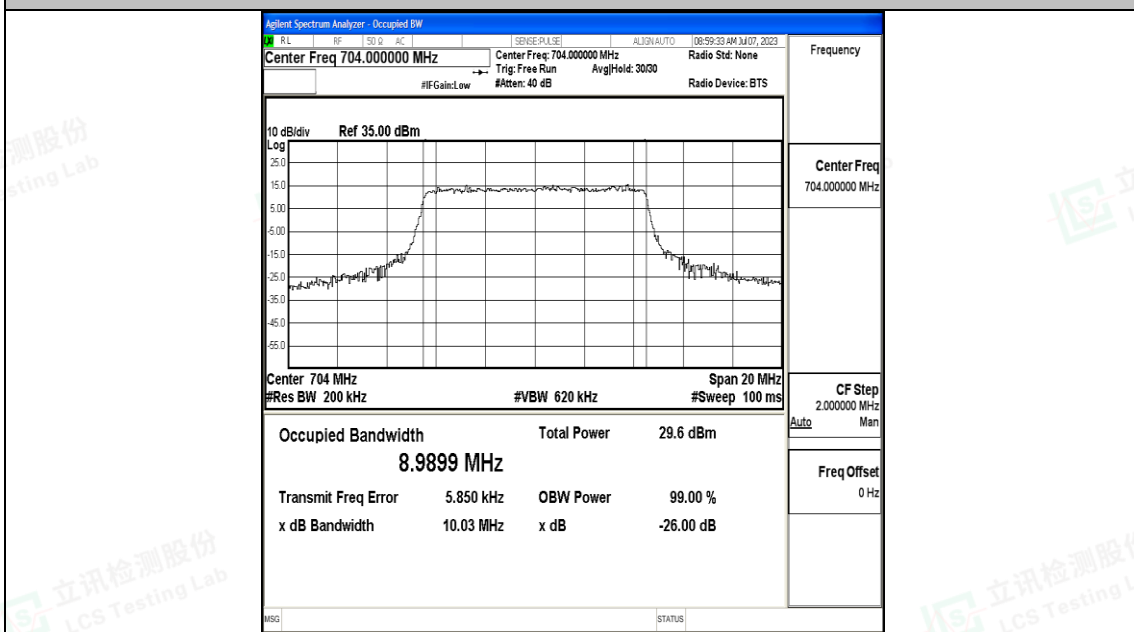 Agilent Spectrum Analyzer - Occupied BW
RL RF 50 Ω AC SENSE:PULSE ALIGN AUTO 08:59:33 AM Jul 07, 2023
Center Freq 704.000000 MHz
Center Freq: 704.000000 MHz
Radio Std: None
Trig: Free Run Avg|Hold: 30/30
#IFGain:Low
#Atten: 40 dB
Radio Device: BTS
Frequency
10 dB/div Ref 35.00 dBm
Log
25.0
15.0
5.00
-5.00
-15.0
-25.0
-35.0
-45.0
-55.0
Center 704 MHz
Span 20 MHz
#Res BW 200 kHz
#VBW 620 kHz
#Sweep 100 ms
Center Freq
704.000000 MHz
CF Step
2.000000 MHz
Auto Man
Freq Offset
0 Hz
Occupied Bandwidth
Total Power 29.6 dBm
8.9899 MHz
Transmit Freq Error 5.850 kHz OBW Power 99.00 %
x dB Bandwidth 10.03 MHz x dB -26.00 dB
MSG
STATUS
立讯检测股份
LCS Testing Lab